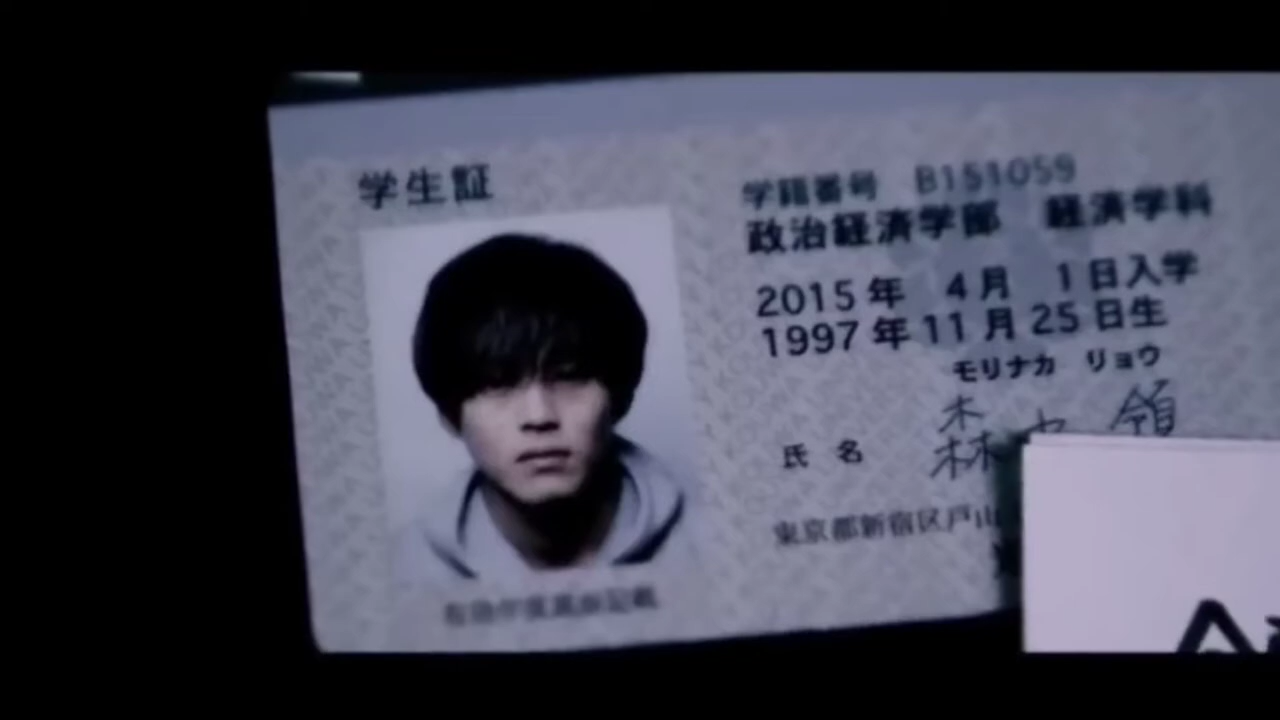 学生証
学籍番号 B151059
政治経済学部 経済学科
2015年 4月 1日入学
1997年11月25日生
モリナカ リョウ
氏名 森中 領
東京都新宿区戸山